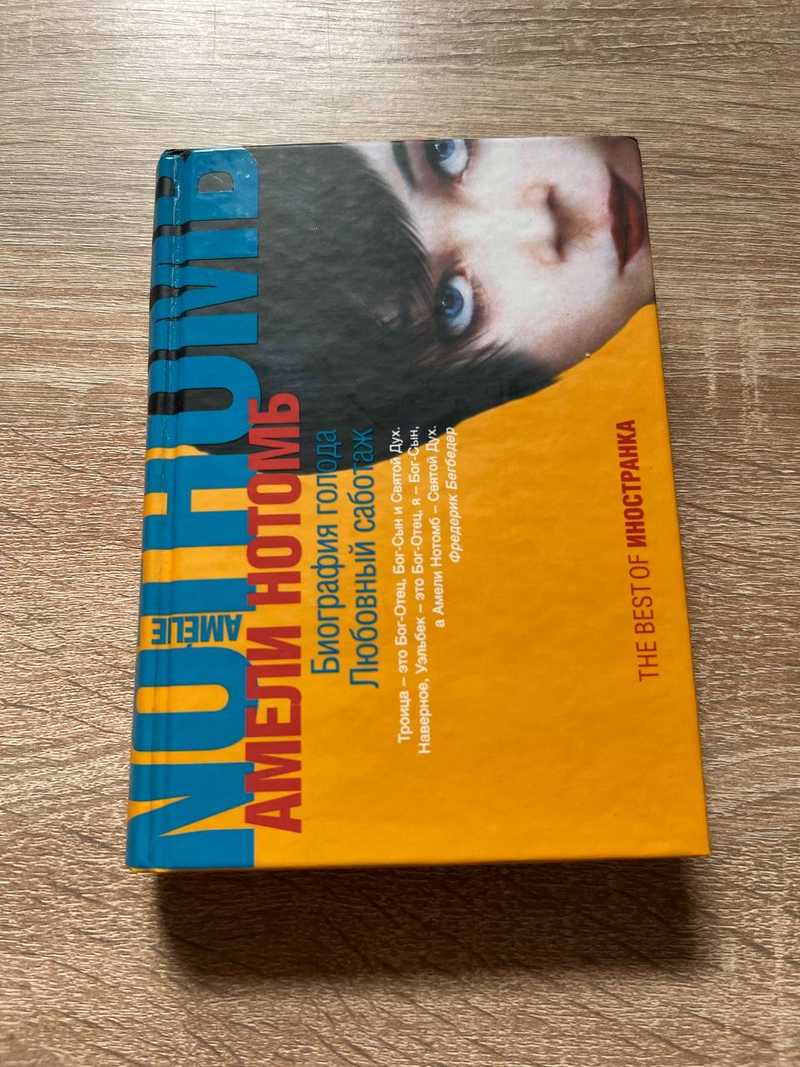 AMÉLIE
NOTHOMB
АМЕЛИ НОТОМБ
Биография голода
Любовный саботаж
Троица – это Бог-Отец, Бог-Сын и Святой Дух.
Наверное, Уэльбек – это Бог-Отец, я – Бог-Сын,
а Амели Нотомб – Святой Дух.
Фредерик Бегбедер
THE BEST OF ИНОСТРАНКА